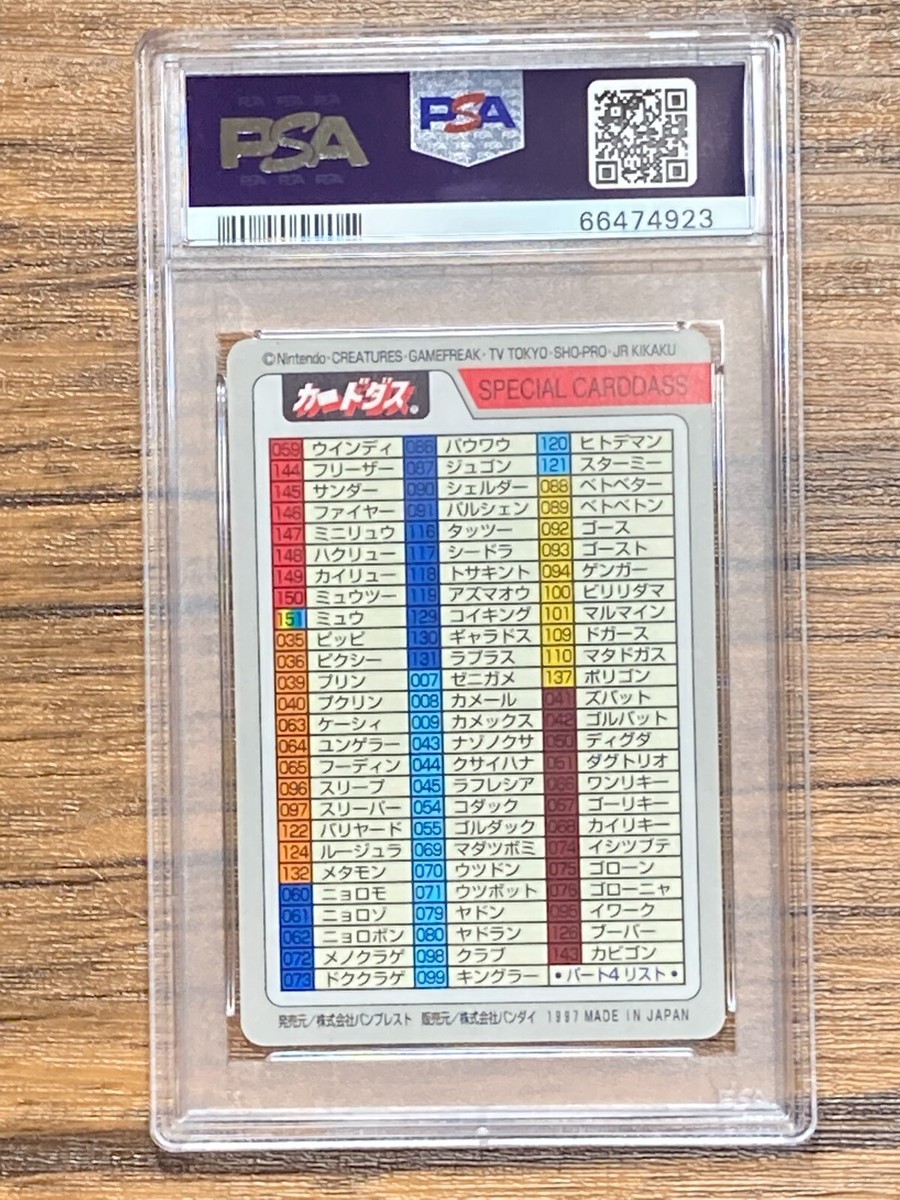 PSA
PSA
66474923
©Nintendo・CREATURES・GAMEFREAK・TV TOKYO・SHO-PRO・JR KIKAKU
カードダス®
SPECIAL CARDDASS
059 ウインディ 086 パウワウ 120 ヒトデマン
144 フリーザー 087 ジュゴン 121 スターミー
145 サンダー 090 シェルダー 088 ベトベター
146 ファイヤー 091 パルシェン 089 ベトベトン
147 ミニリュウ 116 タッツー 092 ゴース
148 ハクリュー 117 シードラ 093 ゴースト
149 カイリュー 118 トサキント 094 ゲンガー
150 ミュウツー 119 アズマオウ 100 ビリリダマ
151 ミュウ 129 コイキング 101 マルマイン
035 ピッピ 130 ギャラドス 109 ドガース
036 ピクシー 131 ラプラス 110 マタドガス
039 プリン 007 ゼニガメ 137 ポリゴン
040 プクリン 008 カメール 041 ズバット
063 ケーシィ 009 カメックス 042 ゴルバット
064 ユンゲラー 043 ナゾノクサ 050 ディグダ
065 フーディン 044 クサイハナ 051 ダグトリオ
096 スリープ 045 ラフレシア 066 ワンリキー
097 スリーパー 054 コダック 067 ゴーリキー
122 バリヤード 055 ゴルダック 068 カイリキー
124 ルージュラ 069 マダツボミ 074 イシツブテ
132 メタモン 070 ウツドン 075 ゴローン
060 ニョロモ 071 ウツボット 076 ゴローニャ
061 ニョロゾ 079 ヤドン 095 イワーク
062 ニョロボン 080 ヤドラン 126 ブーバー
072 メノクラゲ 098 クラブ 143 カビゴン
073 ドククラゲ 099 キングラー •パート4リスト•
発売元/株式会社バンプレスト 販売元/株式会社バンダイ 1997 MADE IN JAPAN